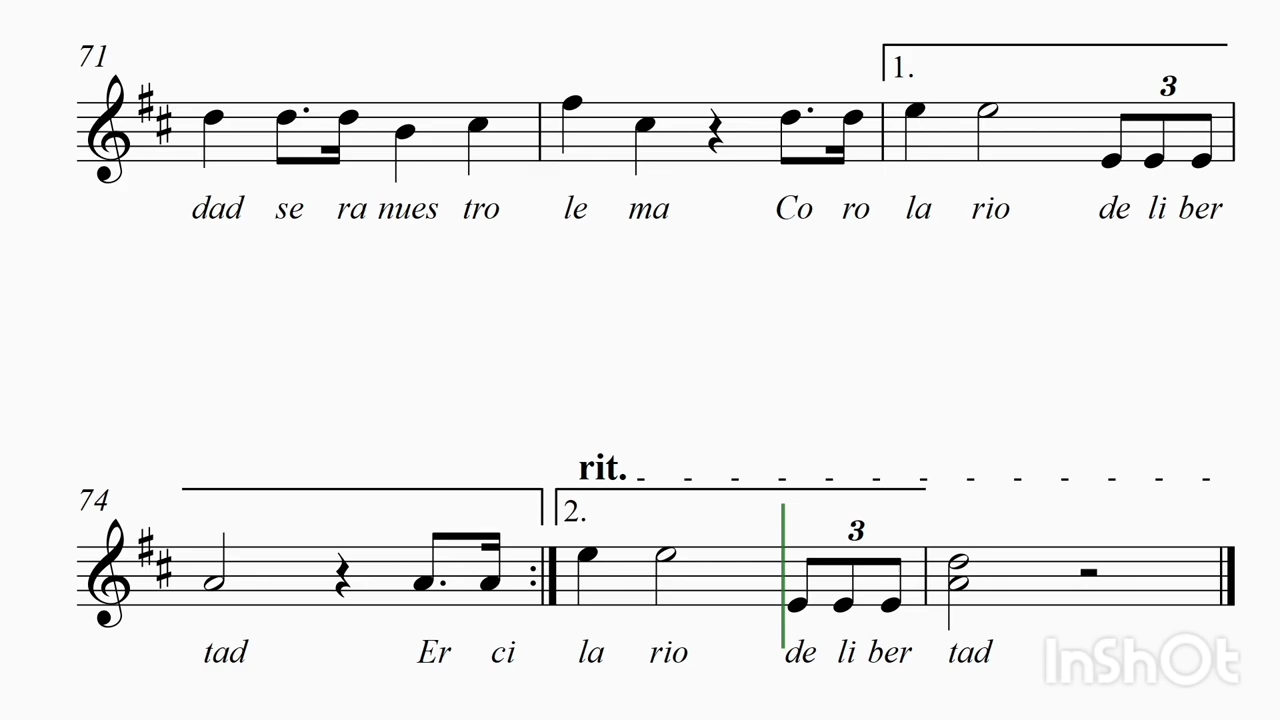 71
1.
3
dad se ra nues tro le ma Co ro la rio de li ber
rit.
74
2.
3
tad Er ci la rio de li ber tad
InShOt